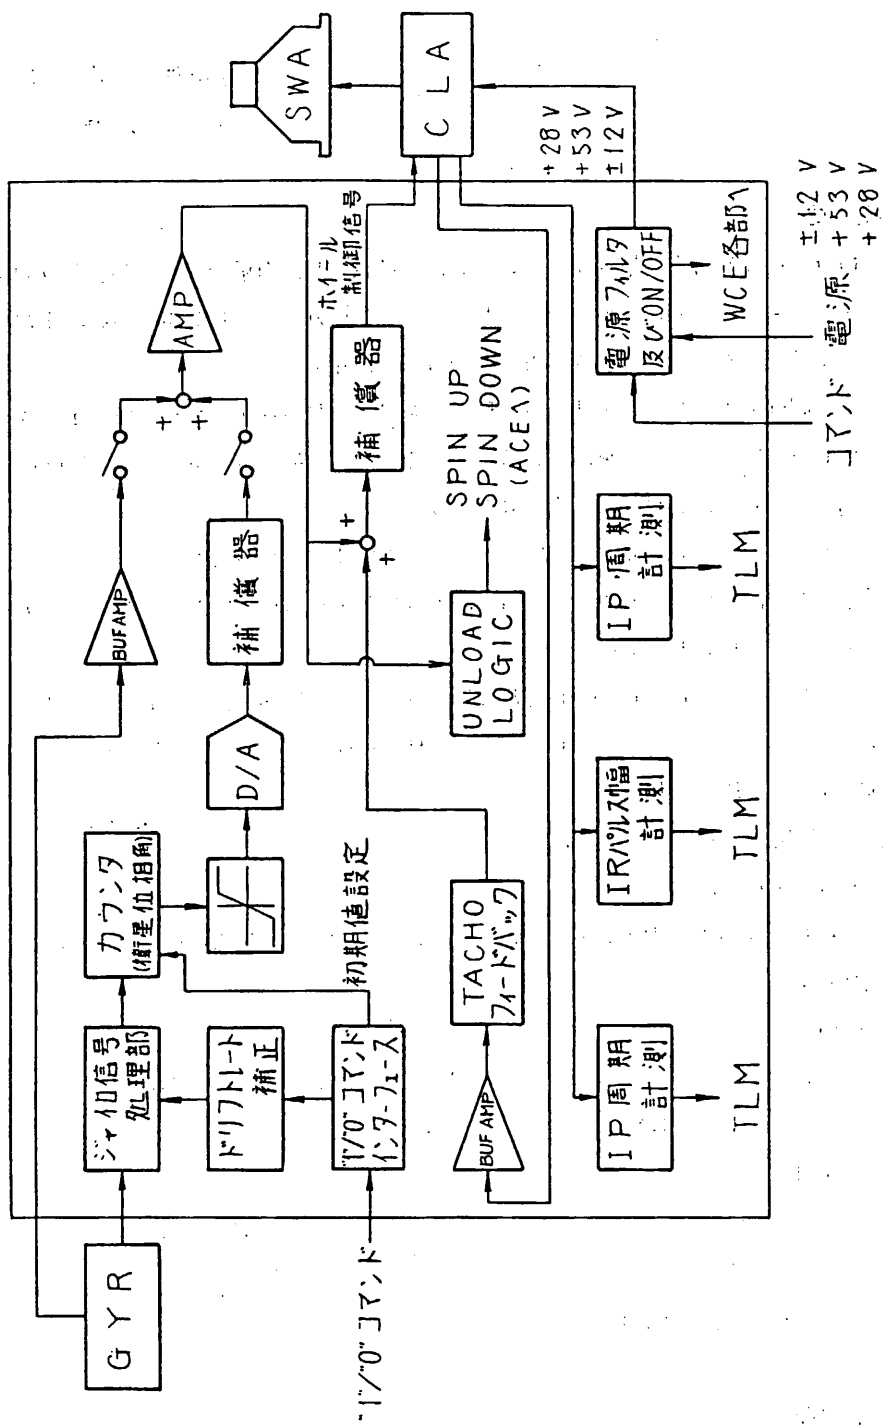 GYR
ジャイロ信号
処理部
カウンタ
(衛星位相角)
BUF AMP
AMP
SWA
ドリフトレート
補正
D/A
補償器
+
+
"1"/"0"コマンド
"1"/"0"コマンド
インターフェース
初期値設定
+
+
補償器
ホイール
制御信号
CLA
BUF AMP
TACHO
フィードバック
UNLOAD
LOGIC
SPIN UP
SPIN DOWN
(ACEへ)
+28V
+53V
±12V
IP周期
計測
TLM
IRパルス幅
計測
TLM
IP周期
計測
TLM
電源フィルタ
及びON/OFF
WCE各部へ
コマンド
電源
±12 V
+53 V
+28 V